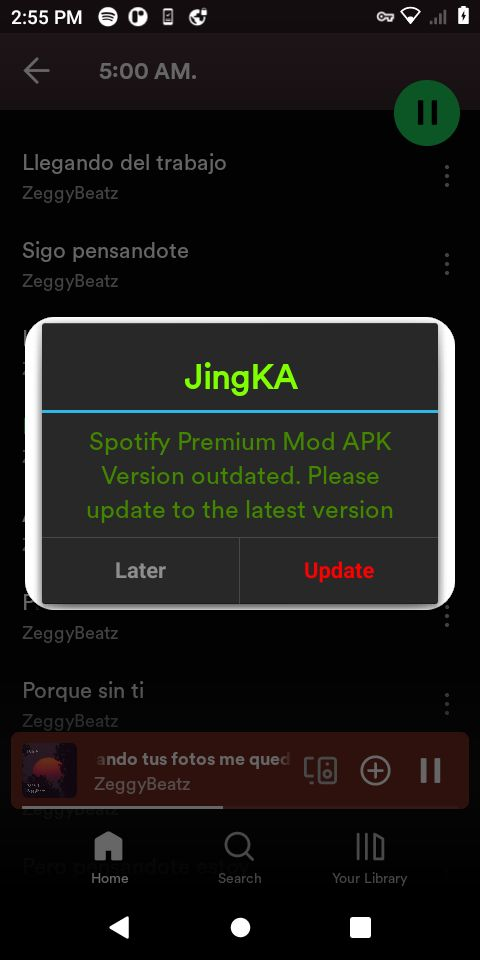 2:55 PM
5:00 AM.
Llegando del trabajo
ZeggyBeatz
Sigo pensandote
ZeggyBeatz
JingKA
Spotify Premium Mod APK
Version outdated. Please
update to the latest version
Later
Update
ZeggyBeatz
Porque sin ti
ZeggyBeatz
ando tus fotos me qued
ZeggyBeatz
ZeggyBeatz
Home
Search
Your Library